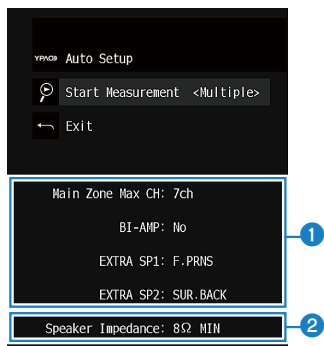 YPAO Auto Setup
Start Measurement <Multiple>
Exit
Main Zone Max CH: 7ch
BI-AMP: No
EXTRA SP1: F.PRNS
EXTRA SP2: SUR.BACK
1
Speaker Impedance: 8Ω MIN
2